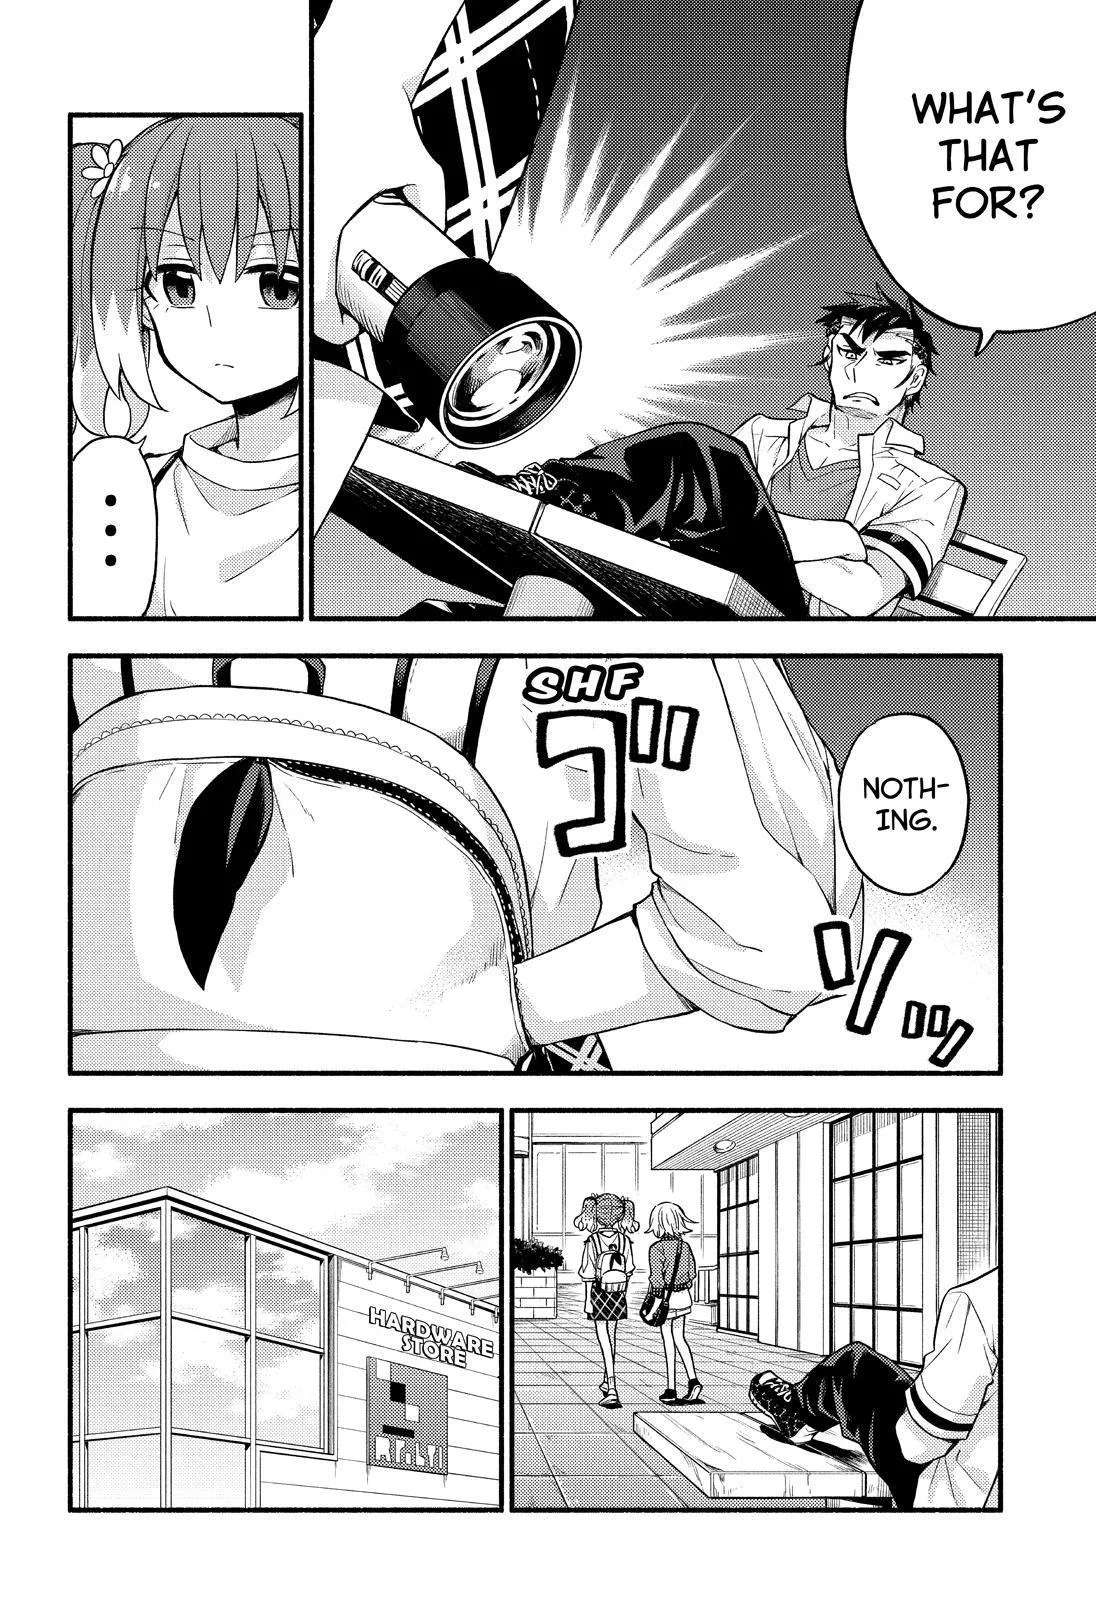 WHAT'S
THAT
FOR?
...
SHF
ゴ
NOTH-
ING.
ソッ
HARDWARE
STORE